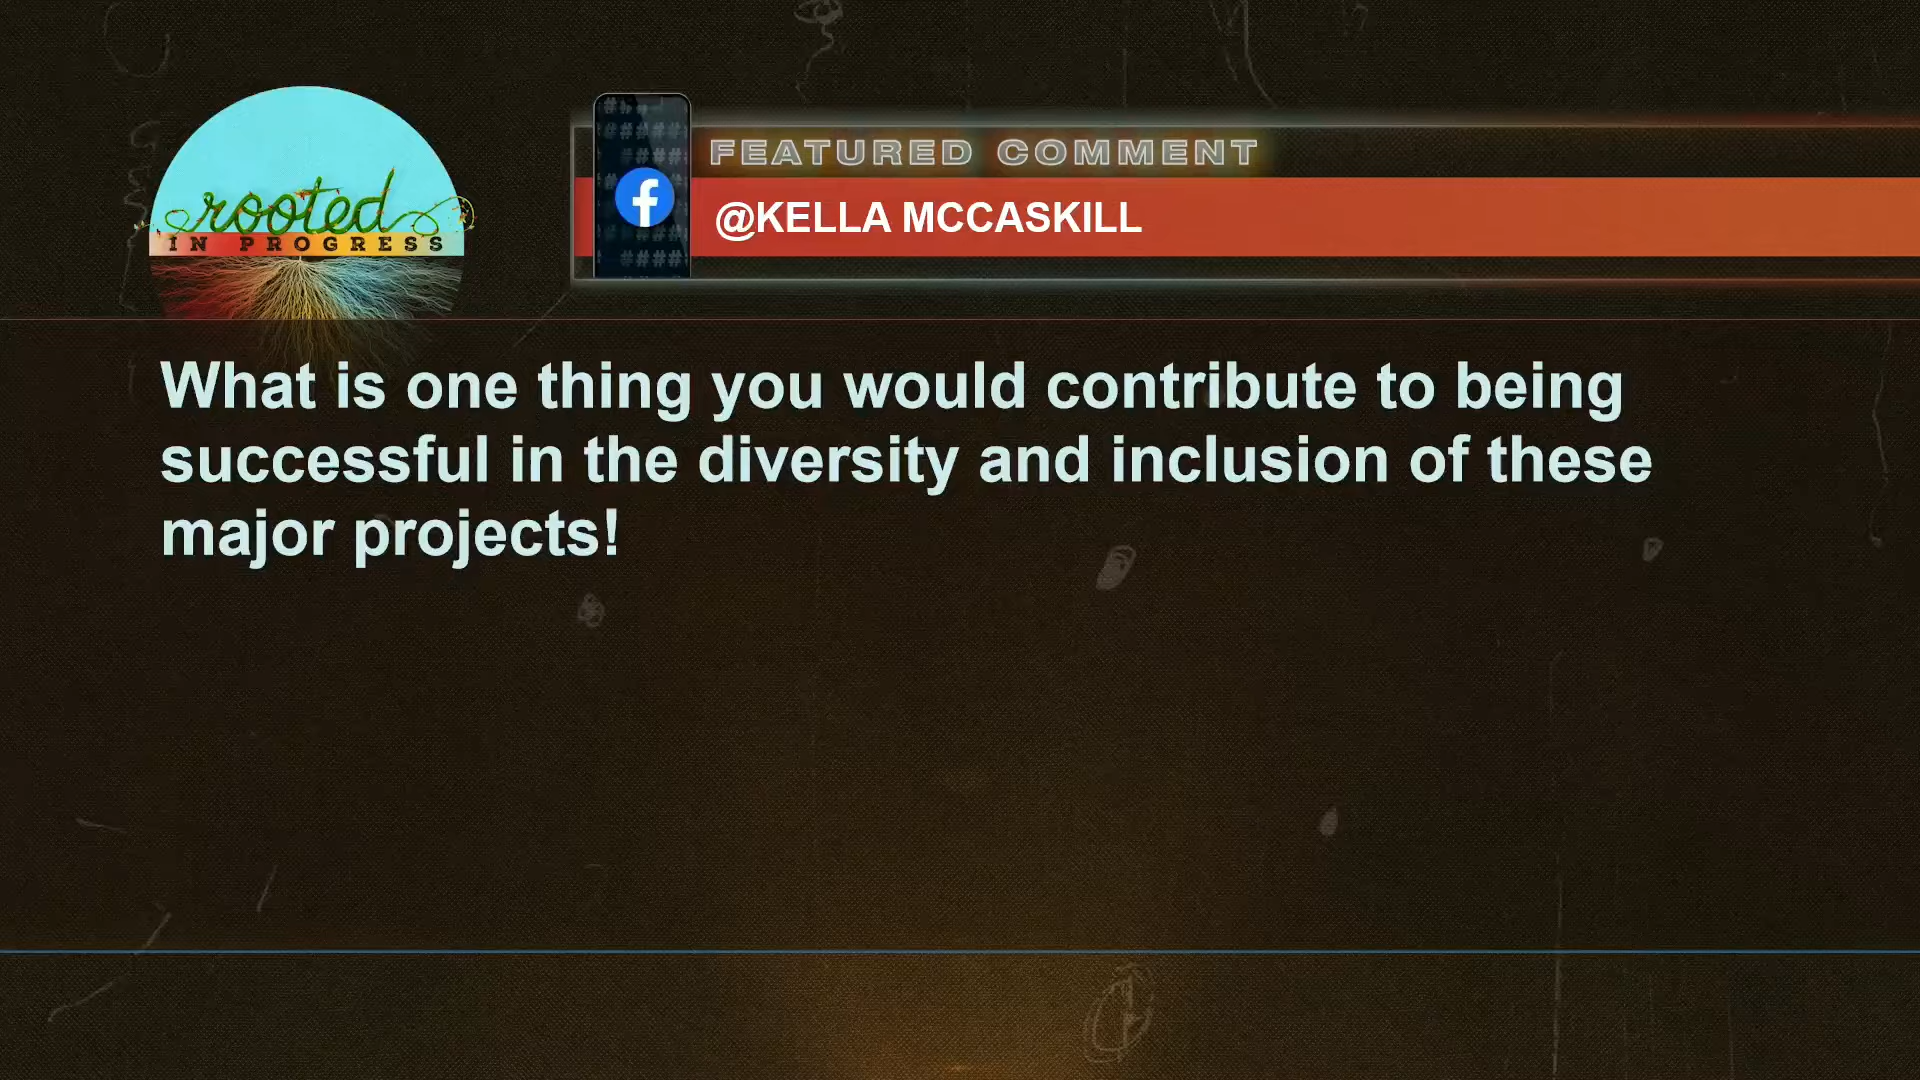 rooted
IN PROGRESS
FEATURED COMMENT
@KELLA MCCASKILL
What is one thing you would contribute to being
successful in the diversity and inclusion of these
major projects!